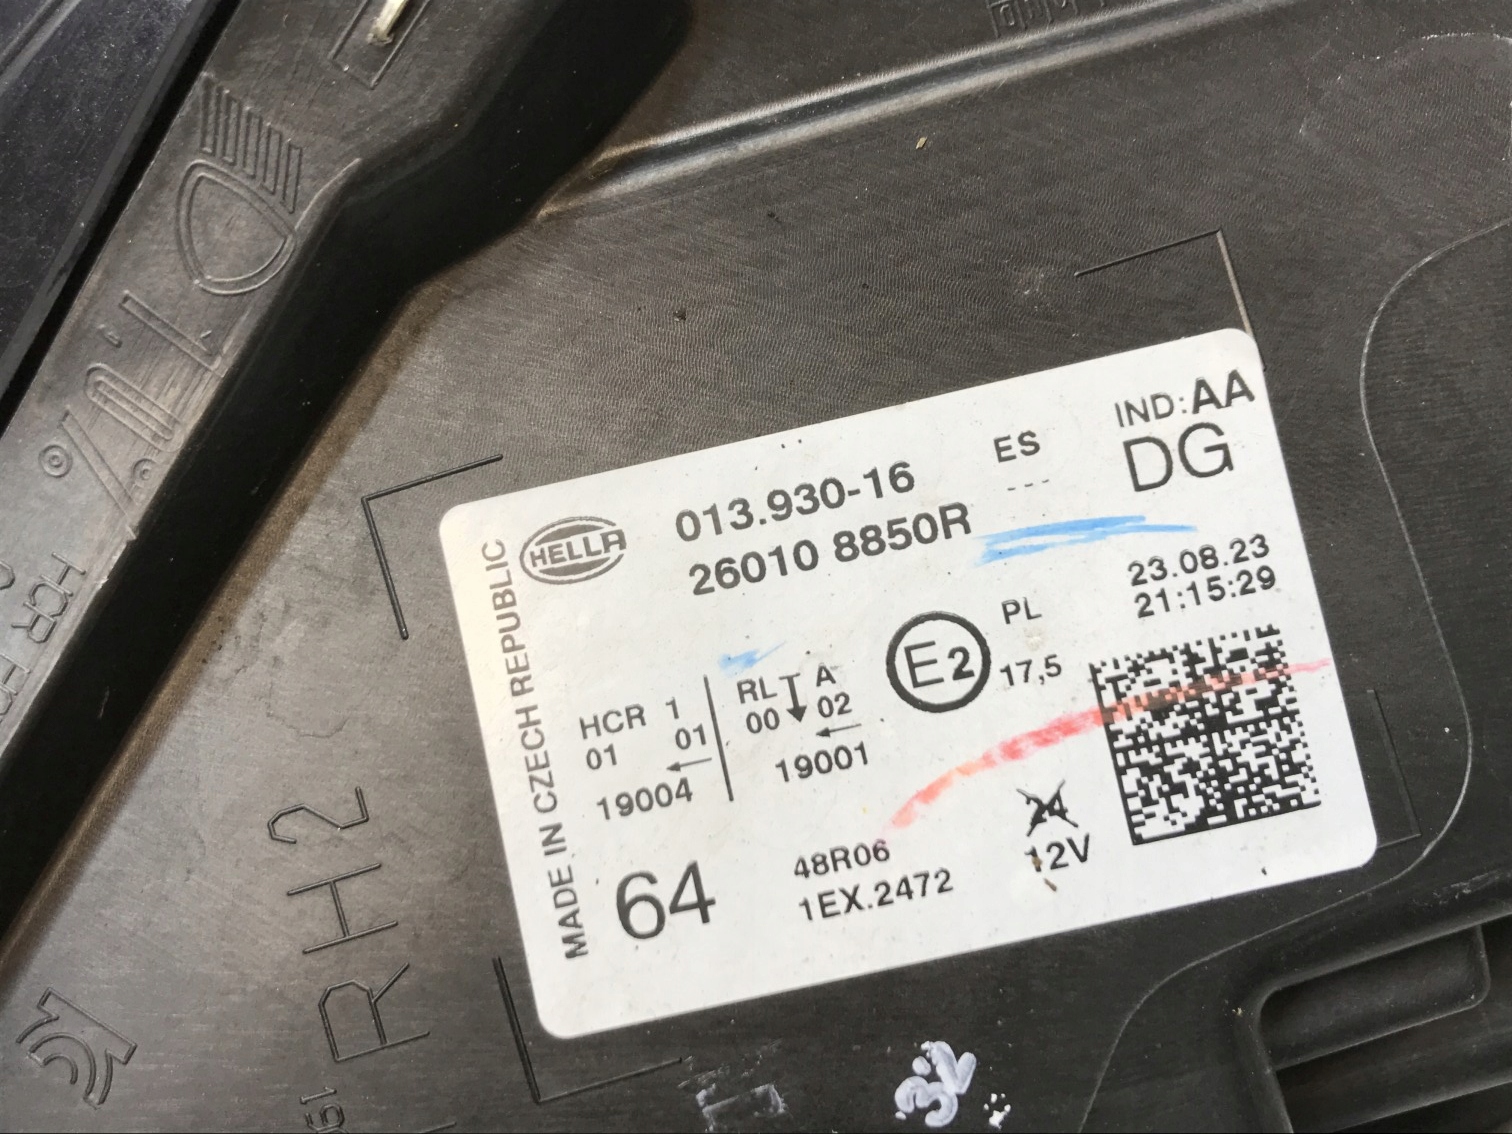 HELLA
013.930-16
26010 8850R
ES
---
IND:AA
DG
23.08.23
21:15:29
MADE IN CZECH REPUBLIC
HCR 1
01 01
19004
RL A
00 02
19001
E2
PL
17,5
64
48R06
1EX.2472
24
12V
RH2
HCR